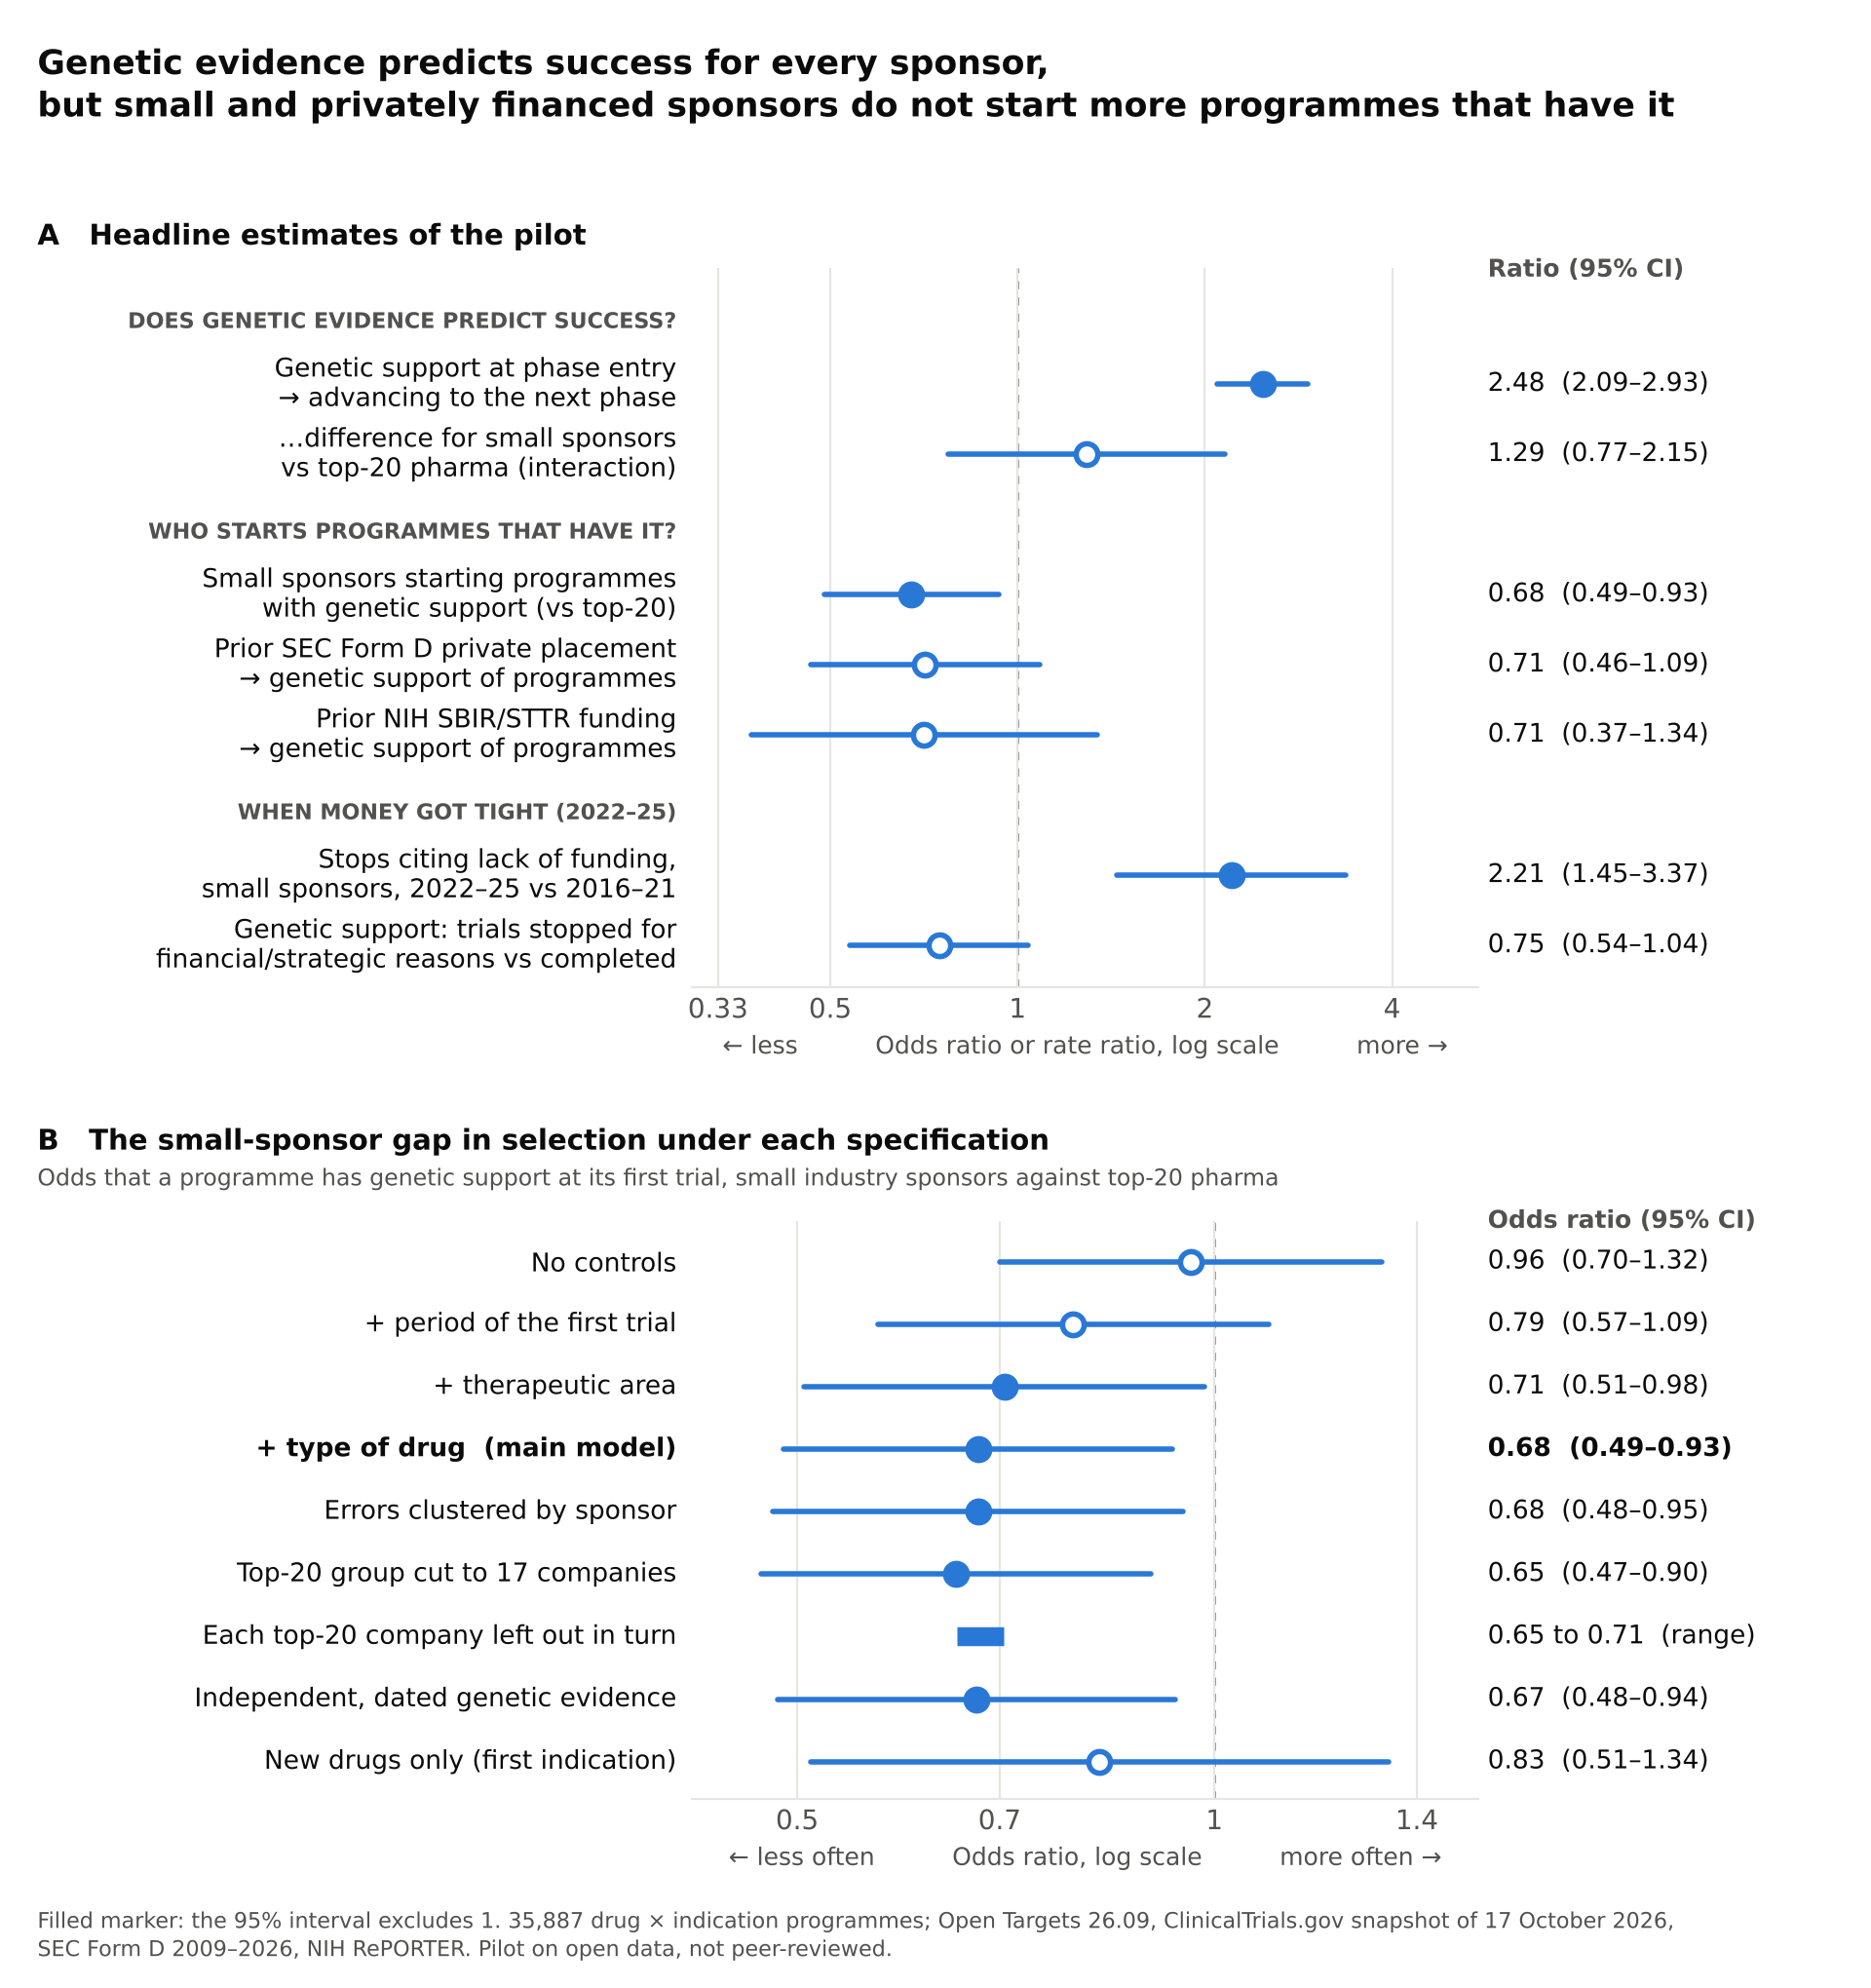 Genetic evidence predicts success for every sponsor,
but small and privately financed sponsors do not start more programmes that have it
A Headline estimates of the pilot
Ratio (95% CI)
DOES GENETIC EVIDENCE PREDICT SUCCESS?
Genetic support at phase entry
→ advancing to the next phase
2.48 (2.09–2.93)
...difference for small sponsors
vs top-20 pharma (interaction)
1.29 (0.77–2.15)
WHO STARTS PROGRAMMES THAT HAVE IT?
Small sponsors starting programmes
with genetic support (vs top-20)
0.68 (0.49–0.93)
Prior SEC Form D private placement
→ genetic support of programmes
0.71 (0.46–1.09)
Prior NIH SBIR/STTR funding
→ genetic support of programmes
0.71 (0.37–1.34)
WHEN MONEY GOT TIGHT (2022–25)
Stops citing lack of funding,
small sponsors, 2022–25 vs 2016–21
2.21 (1.45–3.37)
Genetic support: trials stopped for
financial/strategic reasons vs completed
0.75 (0.54–1.04)
0.33 0.5 1 2 4
← less Odds ratio or rate ratio, log scale more →
B The small-sponsor gap in selection under each specification
Odds that a programme has genetic support at its first trial, small industry sponsors against top-20 pharma
Odds ratio (95% CI)
No controls 0.96 (0.70–1.32)
+ period of the first trial 0.79 (0.57–1.09)
+ therapeutic area 0.71 (0.51–0.98)
+ type of drug (main model) 0.68 (0.49–0.93)
Errors clustered by sponsor 0.68 (0.48–0.95)
Top-20 group cut to 17 companies 0.65 (0.47–0.90)
Each top-20 company left out in turn 0.65 to 0.71 (range)
Independent, dated genetic evidence 0.67 (0.48–0.94)
New drugs only (first indication) 0.83 (0.51–1.34)
0.5 0.7 1 1.4
← less often Odds ratio, log scale more often →
Filled marker: the 95% interval excludes 1. 35,887 drug × indication programmes; Open Targets 26.09, ClinicalTrials.gov snapshot of 17 October 2026,
SEC Form D 2009–2026, NIH RePORTER. Pilot on open data, not peer-reviewed.